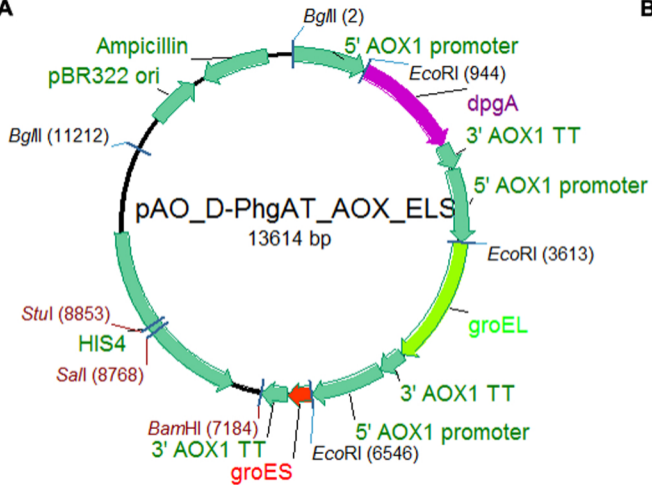 A
B
BglII (2)
Ampicillin
5' AOX1 promoter
pBR322 ori
EcoRI (944)
dpgA
3' AOX1 TT
BglII (11212)
5' AOX1 promoter
pAO_D-PhgAT_AOX_ELS
13614 bp
EcoRI (3613)
StuI (8853)
HIS4
groEL
SalI (8768)
3' AOX1 TT
BamHI (7184)
5' AOX1 promoter
3' AOX1 TT
EcoRI (6546)
groES